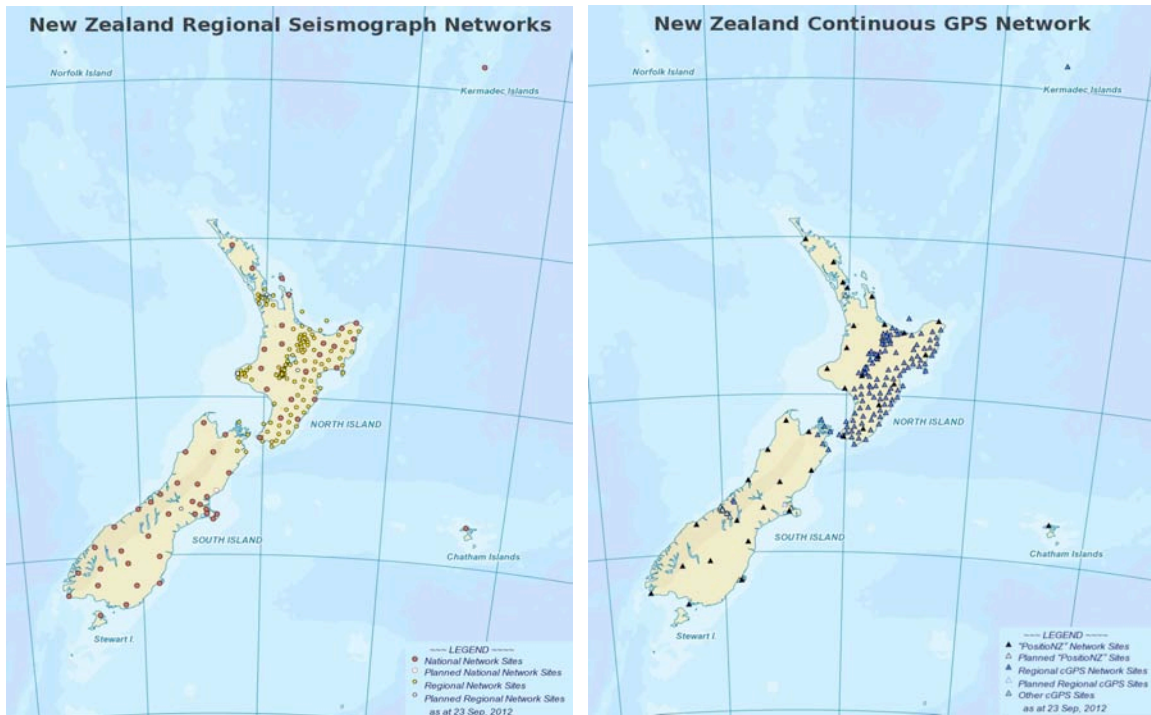 New Zealand Regional Seismograph Networks
Norfolk Island
Kermadec Islands
NORTH ISLAND
SOUTH ISLAND
Chatham Islands
Stewart I.
LEGEND
National Network Sites
Planned National Network Sites
Regional Network Sites
Planned Regional Network Sites
as at 23 Sep, 2012
New Zealand Continuous GPS Network
Norfolk Island
Kermadec Islands
NORTH ISLAND
SOUTH ISLAND
Chatham Islands
Stewart I.
LEGEND
"PositioNZ" Network Sites
Planned "PositioNZ" Sites
Regional cGPS Network Sites
Planned Regional cGPS Sites
Other cGPS Sites
as at 23 Sep, 2012